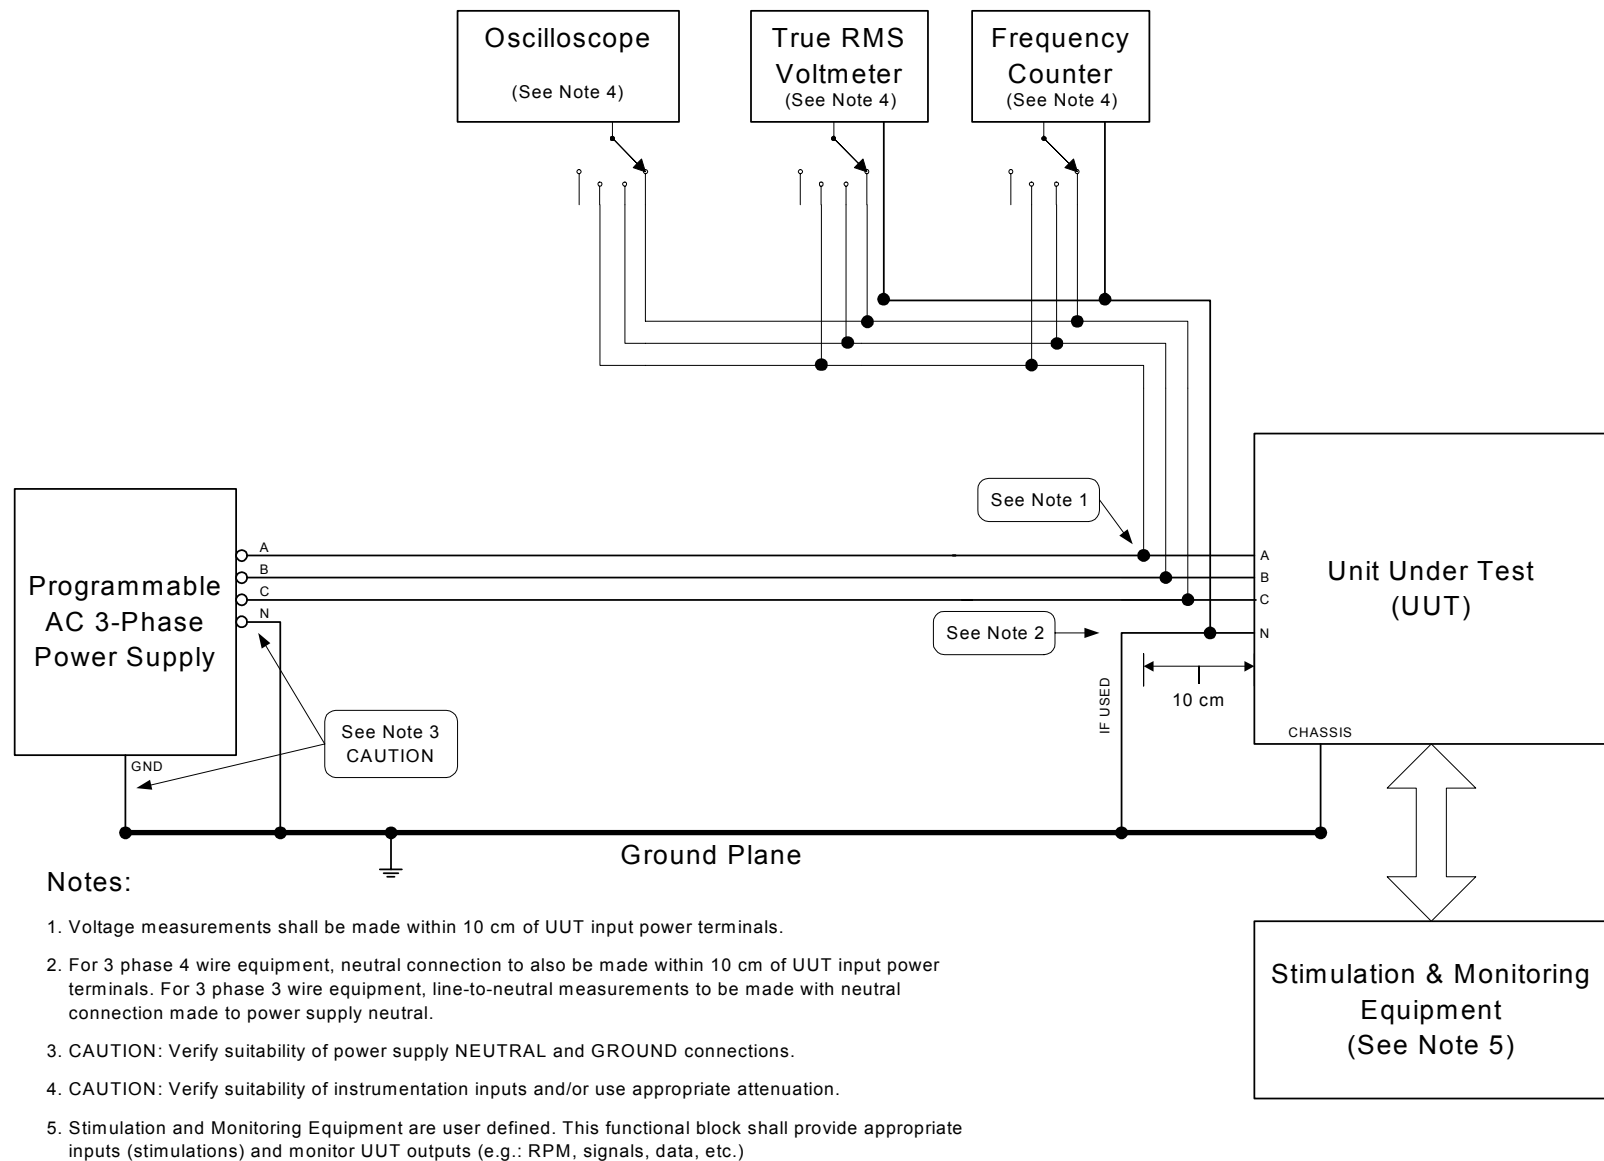 Oscilloscope
(See Note 4)
True RMS
Voltmeter
(See Note 4)
Frequency
Counter
(See Note 4)
See Note 1
Programmable
AC 3-Phase
Power Supply
A
B
C
N
GND
See Note 3
CAUTION
See Note 2
IF USED
10 cm
A
B
C
N
Unit Under Test
(UUT)
CHASSIS
Ground Plane
Stimulation & Monitoring
Equipment
(See Note 5)
Notes:
1. Voltage measurements shall be made within 10 cm of UUT input power terminals.
2. For 3 phase 4 wire equipment, neutral connection to also be made within 10 cm of UUT input power
terminals. For 3 phase 3 wire equipment, line-to-neutral measurements to be made with neutral
connection made to power supply neutral.
3. CAUTION: Verify suitability of power supply NEUTRAL and GROUND connections.
4. CAUTION: Verify suitability of instrumentation inputs and/or use appropriate attenuation.
5. Stimulation and Monitoring Equipment are user defined. This functional block shall provide appropriate
inputs (stimulations) and monitor UUT outputs (e.g.: RPM, signals, data, etc.)